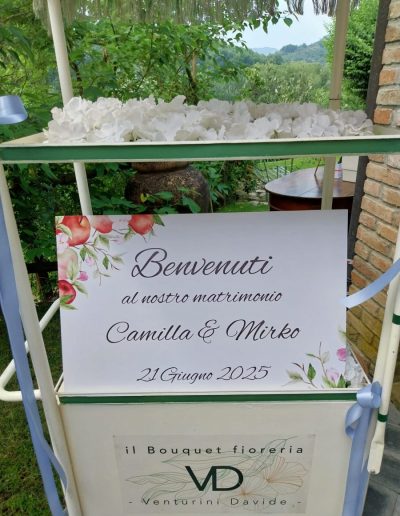 Benvenuti
al nostro matrimonio
Camilla & Mirko
21 Giugno 2025
il Bouquet fioreria
VD
- Venturini Davide -